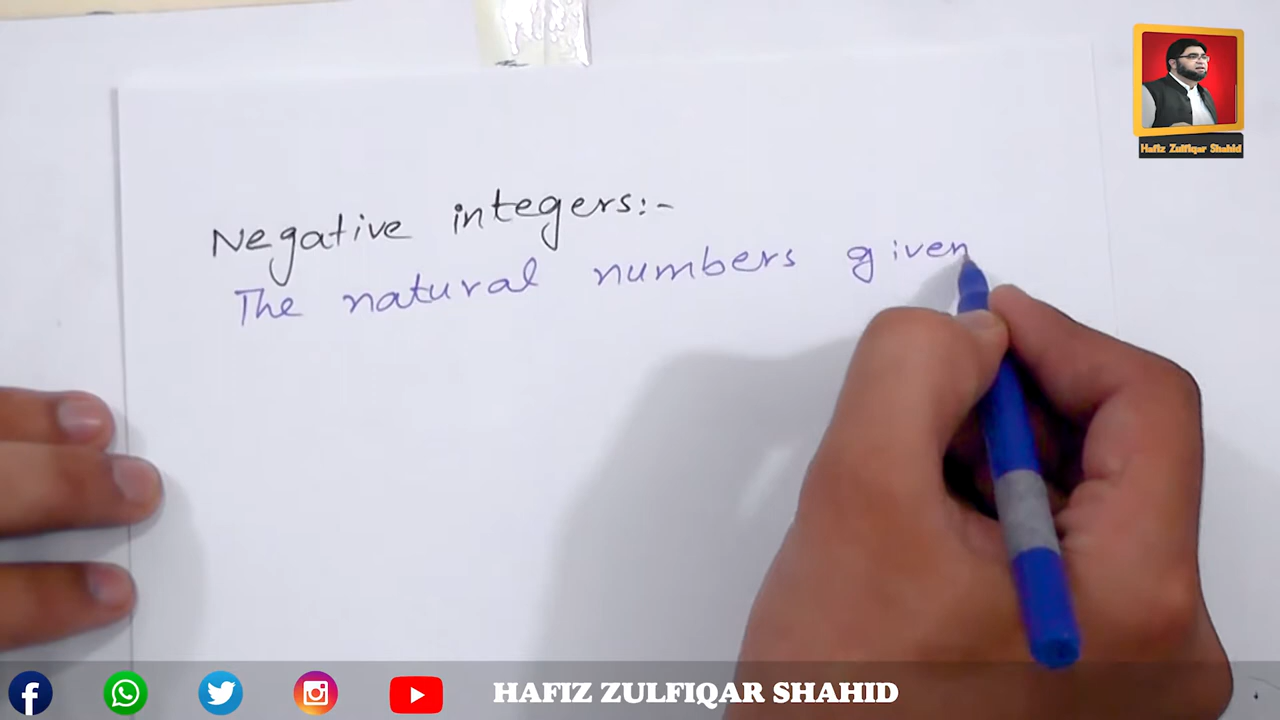 Hafiz Zulfiqar Shahid
Negative integers:-
The natural numbers given
HAFIZ ZULFIQAR SHAHID